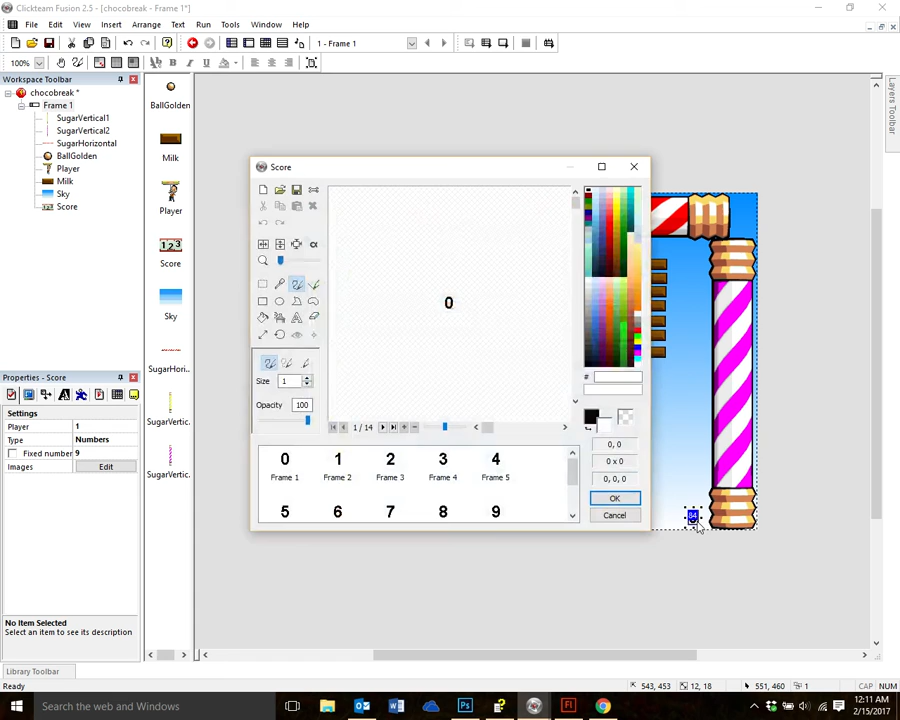 Clickteam Fusion 2.5 - [chocobreak - Frame 1*]
File Edit View Insert Arrange Text Run Tools Window Help
1 - Frame 1
100%
Workspace Toolbar
chocobreak *
Frame 1
SugarVertical1
SugarVertical2
SugarHorizontal
BallGolden
Player
Milk
Sky
Score
BallGolden
Milk
Player
123
Score
Sky
SugarHori...
SugarVertic...
SugarVertic...
Layers Toolbar
Properties - Score
Settings
Player 1
Type Numbers
Fixed number 9
Images Edit
No Item Selected
Select an item to see its description
Score
0
Size 1
Opacity 100
1 / 14
#
0, 0
0 x 0
0, 0, 0
OK
Cancel
0 1 2 3 4
Frame 1 Frame 2 Frame 3 Frame 4 Frame 5
5 6 7 8 9
84
Library Toolbar
Ready
543, 453 12, 18 551, 460 1 CAP NUM
Search the web and Windows
12:11 AM
2/15/2017